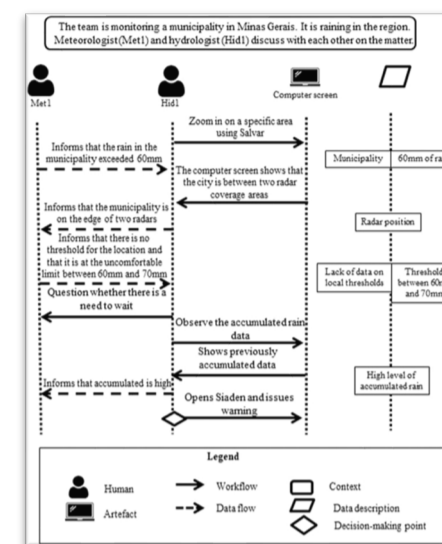 The team is monitoring a municipality in Minas Gerais. It is raining in the region.
Meteorologist(Met1) and hydrologist (Hid1) discuss with each other on the matter.
Met1
Hid1
Computer screen
Zoom in on a specific area
using Salvar
Informs that the rain in the
municipality exceeded 60mm
Municipality
60mm of ra
The computer screen shows that
the city is between two radar
coverage areas
Informs that the municipality is
on the edge of two radars
Radar position
Informs that there is no
threshold for the location and
that it is at the uncomfortable
limit between 60mm and 70mm
Lack of data on
local thresholds
Threshold
between 60m
and 70mm
Question whether there is a
need to wait
Observe the accumulated rain
data
Shows previously
accumulated data
Informs that accumulated is high
High level of
accumulated rain
Opens Siaden and issues
warning
Legend
Human
Workflow
Context
Artefact
Data flow
Data description
Decision-making point